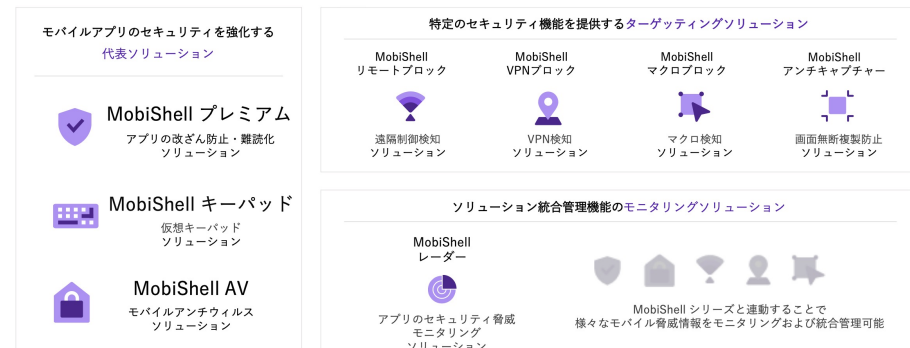 モバイルアプリのセキュリティを強化する
代表ソリューション
MobiShell プレミアム
アプリの改ざん防止・難読化
ソリューション
MobiShell キーパッド
仮想キーパッド
ソリューション
MobiShell AV
モバイルアンチウィルス
ソリューション
特定のセキュリティ機能を提供するターゲッティングソリューション
MobiShell
リモートブロック
遠隔制御検知
ソリューション
MobiShell
VPNブロック
VPN検知
ソリューション
MobiShell
マクロブロック
マクロ検知
ソリューション
MobiShell
アンチキャプチャー
画面無断複製防止
ソリューション
ソリューション統合管理機能のモニタリングソリューション
MobiShell
レーダー
アプリのセキュリティ脅威
モニタリング
ソリューション
MobiShell シリーズと連動することで
様々なモバイル脅威情報をモニタリングおよび統合管理可能